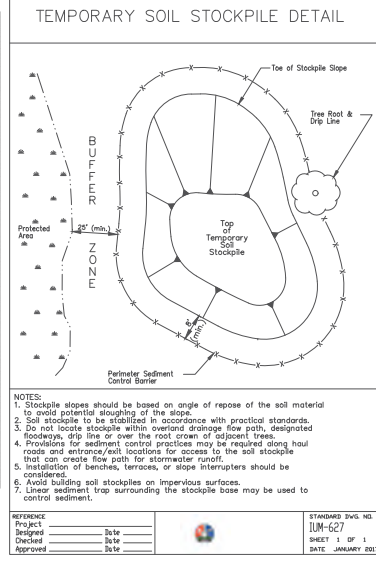 TEMPORARY SOIL STOCKPILE DETAIL
Toe of Stockpile Slope
Tree Root &
Drip Line
BUFFER
ZONE
Protected
Area
25' (min.)
Top
of
Temporary
Soil
Stockpile
8'
(min.)
Perimeter Sediment
Control Barrier
NOTES:
1. Stockpile slopes should be based on angle of repose of the soil material
to avoid potential sloughing of the slope.
2. Soil stockpile to be stabilized in accordance with practical standards.
3. Do not locate stockpile within overland drainage flow path, designated
floodways, drip line or over the root crown of adjacent trees.
4. Provisions for sediment control practices may be required along haul
roads and entrance/exit locations for access to the soil stockpile
that can create flow path for stormwater runoff.
5. Installation of benches, terraces, or slope interrupters should be
considered.
6. Avoid building soil stockpiles on impervious surfaces.
7. Linear sediment trap surrounding the stockpile base may be used to
control sediment.
REFERENCE
Project
Designed Date
Checked Date
Approved Date
STANDARD DWG. NO.
IUM-627
SHEET 1 OF 1
DATE JANUARY 2017